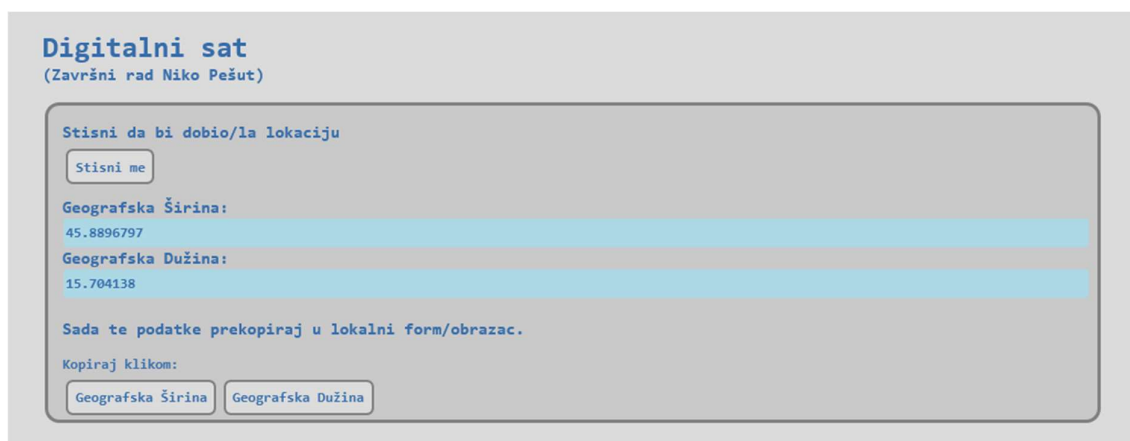 Digitalni sat
(Završni rad Niko Pešut)
Stisni da bi dobio/la lokaciju
Stisni me
Geografska Širina:
45.8896797
Geografska Dužina:
15.704138
Sada te podatke prekopiraj u lokalni form/obrazac.
Kopiraj klikom:
Geografska Širina Geografska Dužina